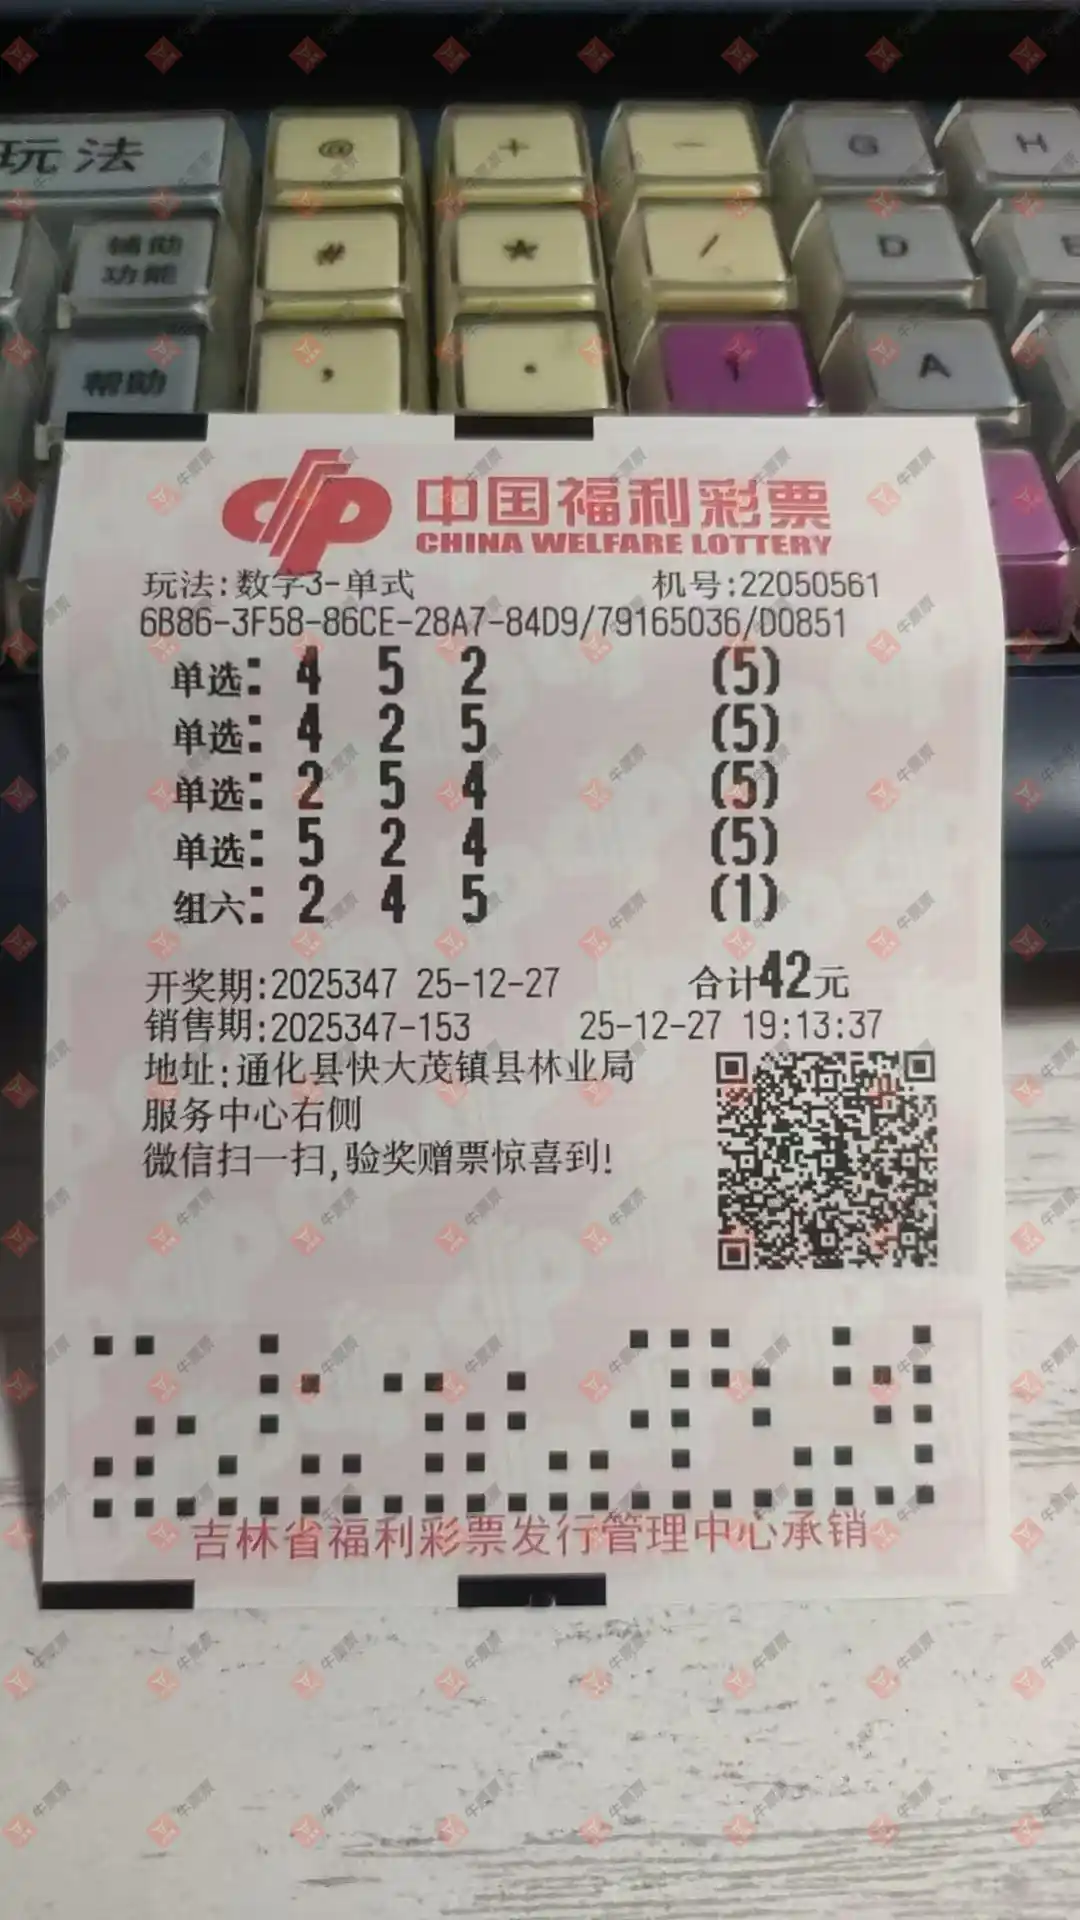 玩法 @ + - G H
辅助功能 # * / D
帮助 , . A
中国福利彩票
CHINA WELFARE LOTTERY
玩法:数字3-单式 机号:22050561
6B86-3F58-86CE-28A7-84D9/79165036/D0851
单选: 4 5 2 (5)
单选: 4 2 5 (5)
单选: 2 5 4 (5)
单选: 5 2 4 (5)
组六: 2 4 5 (1)
开奖期:2025347 25-12-27 合计42元
销售期:2025347-153 25-12-27 19:13:37
地址:通化县快大茂镇县林业局
服务中心右侧
微信扫一扫,验奖赠票惊喜到!
吉林省福利彩票发行管理中心承销
牛票票